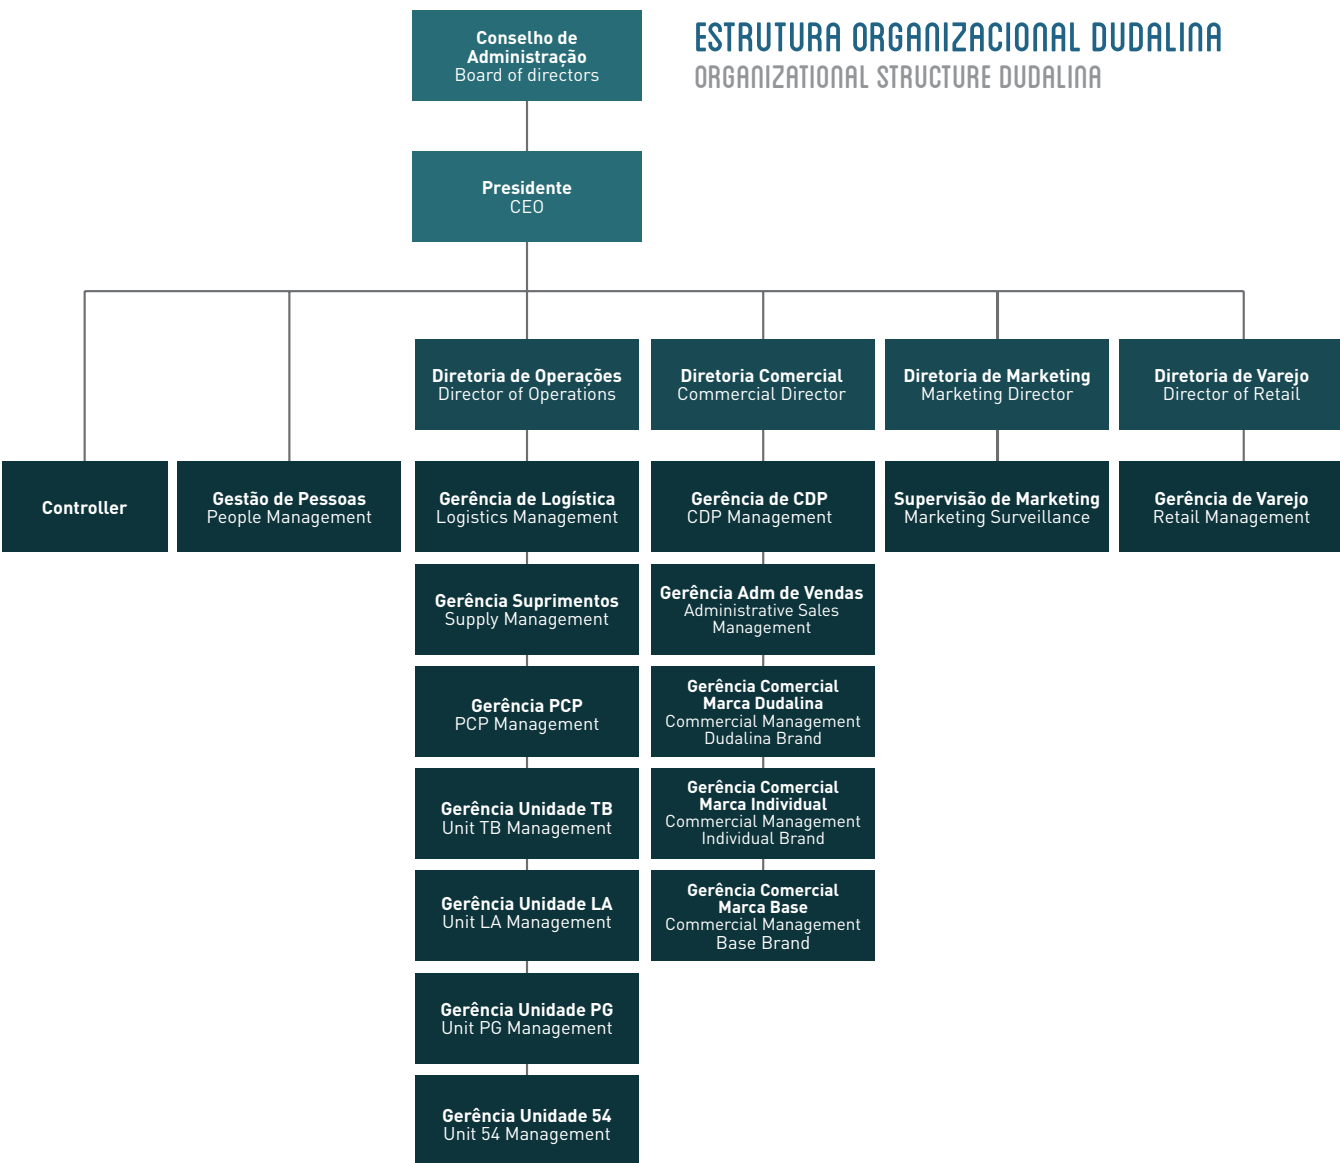 ESTRUTURA ORGANIZACIONAL DUDALINA
ORGANIZATIONAL STRUCTURE DUDALINA
Conselho de
Administração
Board of directors
Presidente
CEO
Diretoria de Operações
Director of Operations
Diretoria Comercial
Commercial Director
Diretoria de Marketing
Marketing Director
Diretoria de Varejo
Director of Retail
Controller
Gestão de Pessoas
People Management
Gerência de Logística
Logistics Management
Gerência de CDP
CDP Management
Supervisão de Marketing
Marketing Surveillance
Gerência de Varejo
Retail Management
Gerência Suprimentos
Supply Management
Gerência Adm de Vendas
Administrative Sales
Management
Gerência PCP
PCP Management
Gerência Comercial
Marca Dudalina
Commercial Management
Dudalina Brand
Gerência Unidade TB
Unit TB Management
Gerência Comercial
Marca Individual
Commercial Management
Individual Brand
Gerência Unidade LA
Unit LA Management
Gerência Comercial
Marca Base
Commercial Management
Base Brand
Gerência Unidade PG
Unit PG Management
Gerência Unidade 54
Unit 54 Management